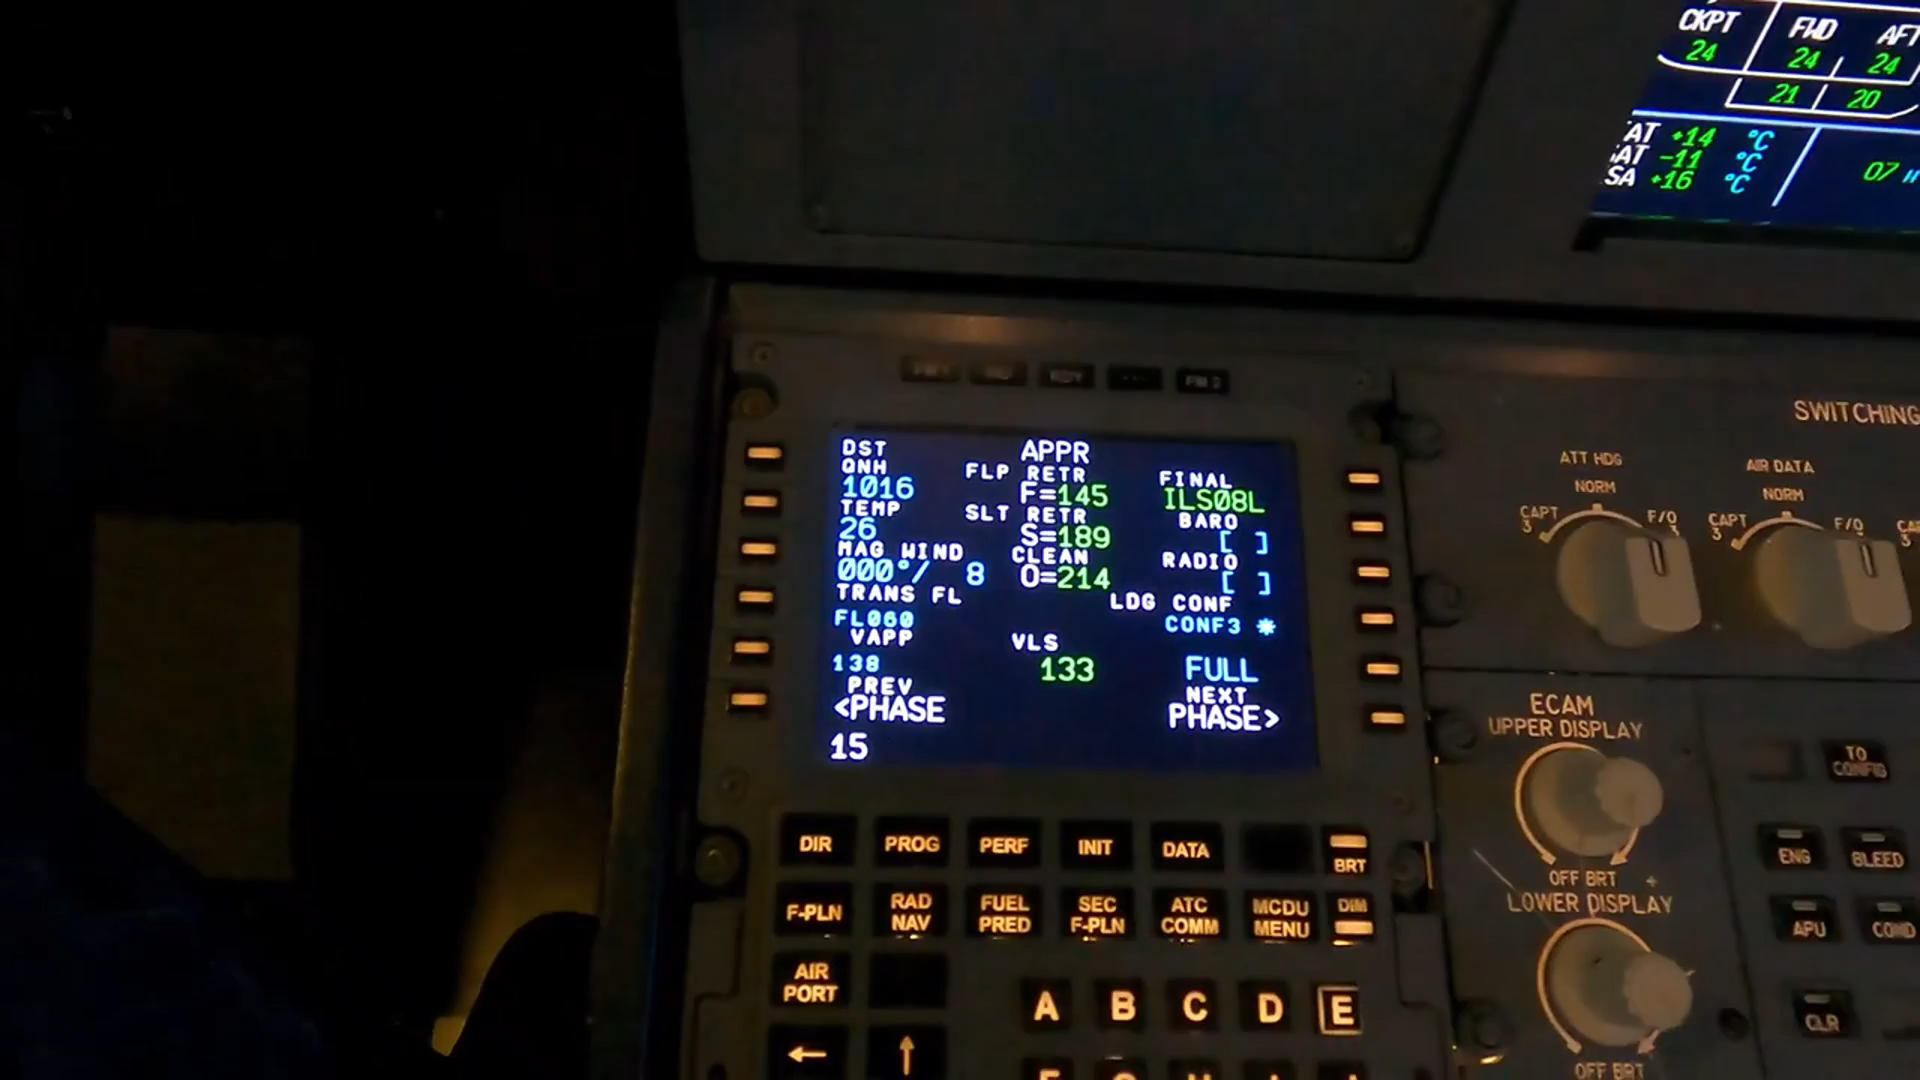 CKPT FWD AFT
24 24 24
21 20
AT +14 °C
AT -11 °C
SA +16 °C
07
DST APPR
QNH FLP RETR FINAL
1016 F=145 ILS08L
TEMP SLT RETR BARO
26 S=189 [ ]
MAG WIND CLEAN RADIO
000°/ 8 O=214 [ ]
TRANS FL LDG CONF
FL060 CONF3 *
VAPP VLS
138 133 FULL
PREV NEXT
<PHASE PHASE>
15
DIR PROG PERF INIT DATA BRT
F-PLN RAD NAV FUEL PRED SEC F-PLN ATC COMM MCDU MENU DIM
AIR PORT
A B C D E
SWITCHING
ATT HDG AIR DATA
NORM NORM
CAPT 3 F/O 3 CAPT 3 F/O 3
ECAM
UPPER DISPLAY
OFF BRT
LOWER DISPLAY
OFF BRT
TO CONFIG
ENG BLEED
APU COND
CLR